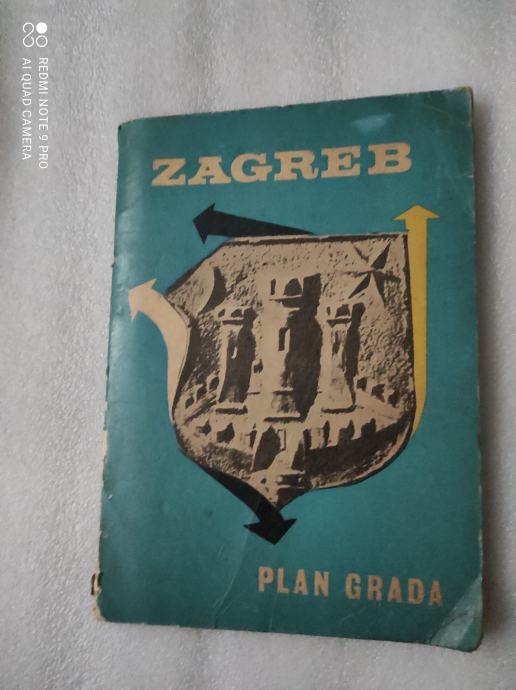 ZAGREB
PLAN GRADA
REDMI NOTE 9 PRO
AI QUAD CAMERA